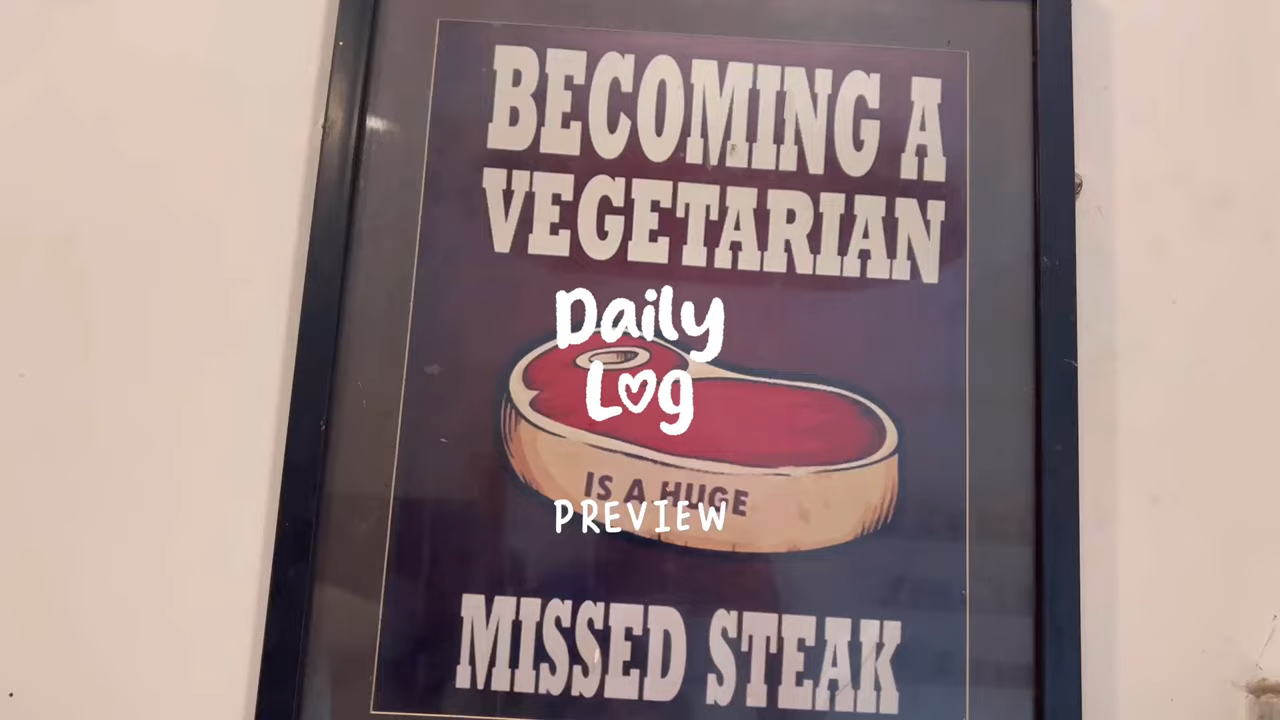 BECOMING A
VEGETARIAN
Daily
Log
IS A HUGE
PREVIEW
MISSED STEAK